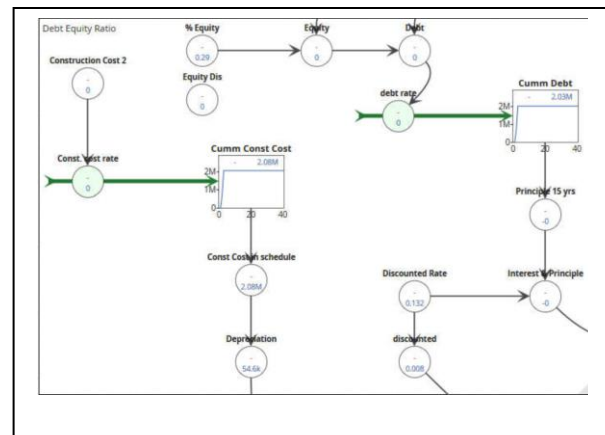 Debt Equity Ratio
% Equity
-
0.29
Equity
-
0
Debt
-
0
Construction Cost 2
-
0
Equity Dis
-
0
debt rate
-
0
Cumm Debt
- 2.03M
2M
1M
0
0 20 40
Const. cost rate
-
0
Cumm Const Cost
- 2.08M
2M
1M
0
0 20 40
Principle 15 yrs
-
-0
Const Cost in schedule
-
2.08M
Discounted Rate
-
0.132
Interest & Principle
-
-0
Depreciation
-
54.6k
discounted
-
0.008